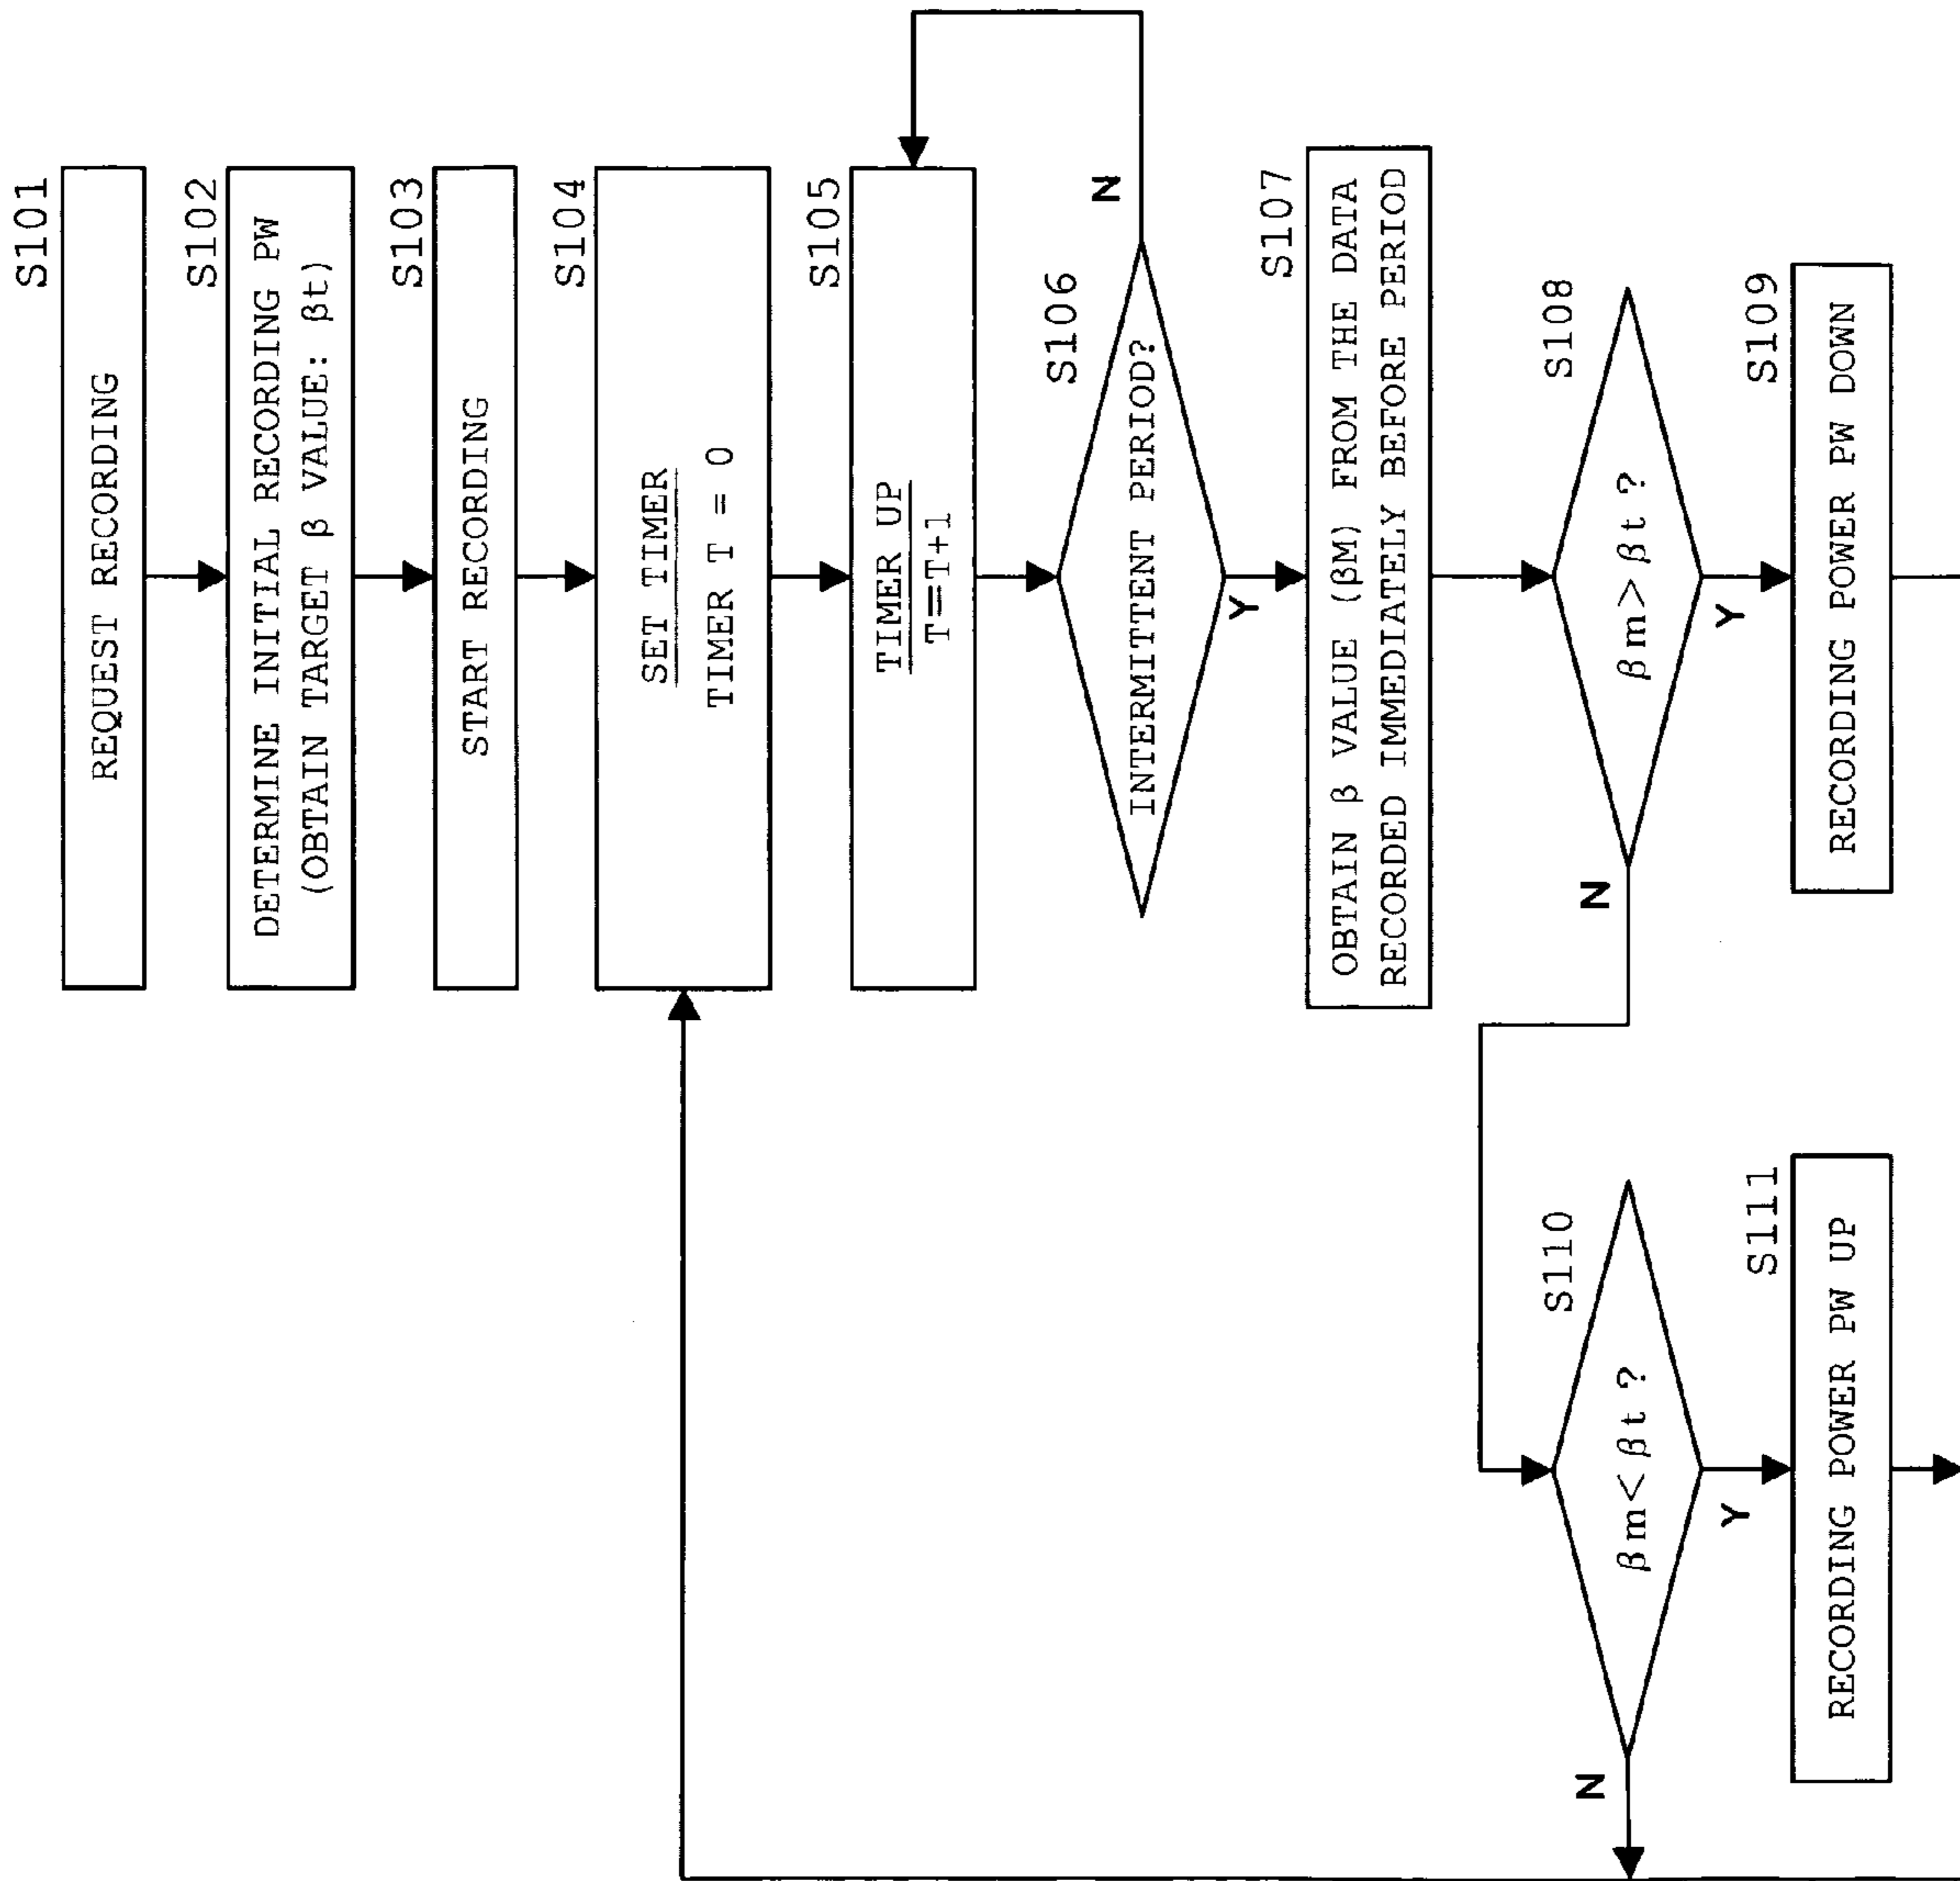 S101
REQUEST RECORDING
S102
DETERMINE INITIAL RECORDING PW
(OBTAIN TARGET β VALUE: βt)
S103
START RECORDING
S104
SET TIMER
TIMER T = 0
S105
TIMER UP
T=T+1
S106
INTERMITTENT PERIOD?
N
Y
S107
OBTAIN β VALUE (βM) FROM THE DATA
RECORDED IMMEDIATELY BEFORE PERIOD
S108
βm>βt?
N
Y
S109
RECORDING POWER PW DOWN
S110
βm<βt?
N
Y
S111
RECORDING POWER PW UP